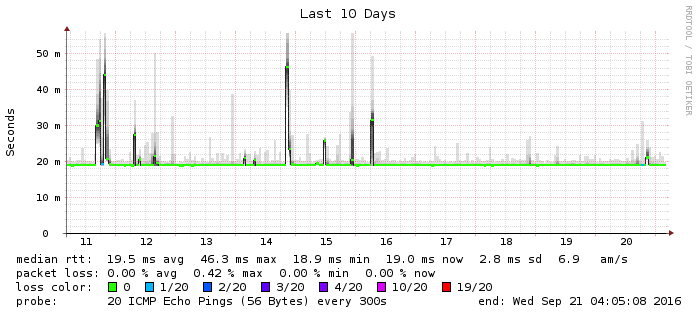 Last 10 Days
RRDTOOL / TOBI OETIKER
Seconds
50 m
40 m
30 m
20 m
10 m
0
11 12 13 14 15 16 17 18 19 20
median rtt: 19.5 ms avg 46.3 ms max 18.9 ms min 19.0 ms now 2.8 ms sd 6.9 am/s
packet loss: 0.00 % avg 0.42 % max 0.00 % min 0.00 % now
loss color: 0 1/20 2/20 3/20 4/20 10/20 19/20
probe: 20 ICMP Echo Pings (56 Bytes) every 300s end: Wed Sep 21 04:05:08 2016